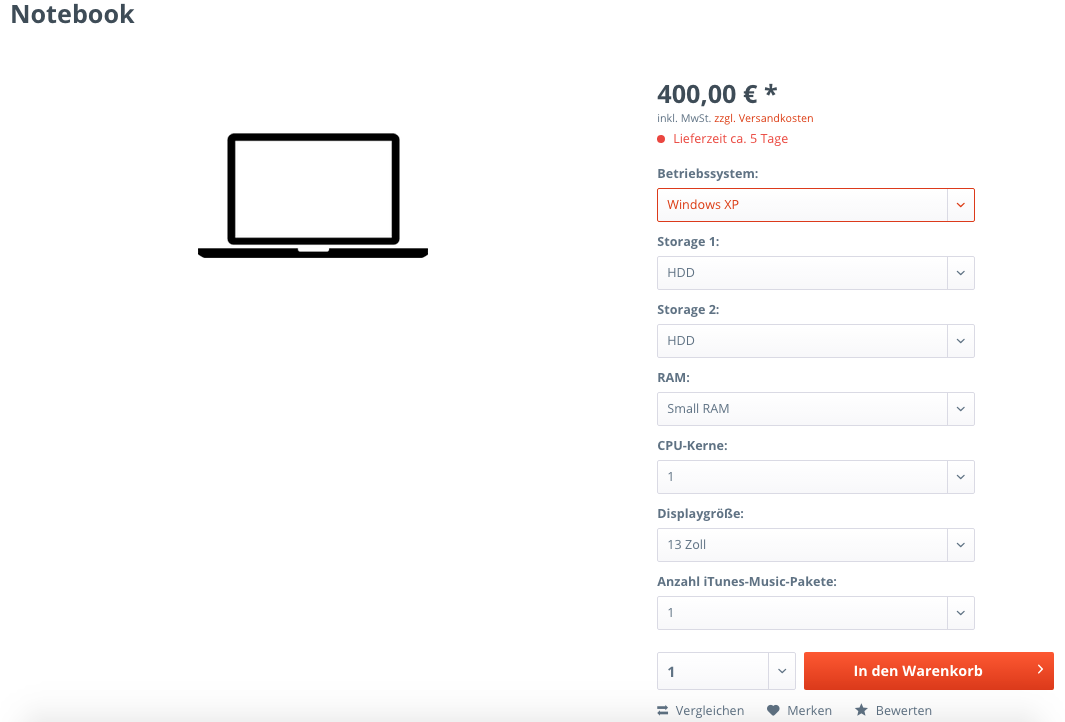 Notebook
400,00 € *
inkl. MwSt. zzgl. Versandkosten
Lieferzeit ca. 5 Tage
Betriebssystem:
Windows XP
Storage 1:
HDD
Storage 2:
HDD
RAM:
Small RAM
CPU-Kerne:
1
Displaygröße:
13 Zoll
Anzahl iTunes-Music-Pakete:
1
1 In den Warenkorb
Vergleichen Merken Bewerten